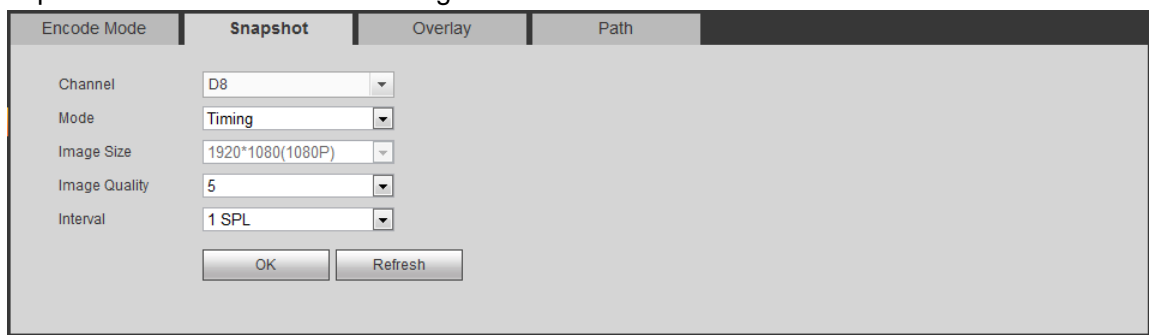 Encode Mode Snapshot Overlay Path
Channel D8
Mode Timing
Image Size 1920*1080(1080P)
Image Quality 5
Interval 1 SPL
OK Refresh